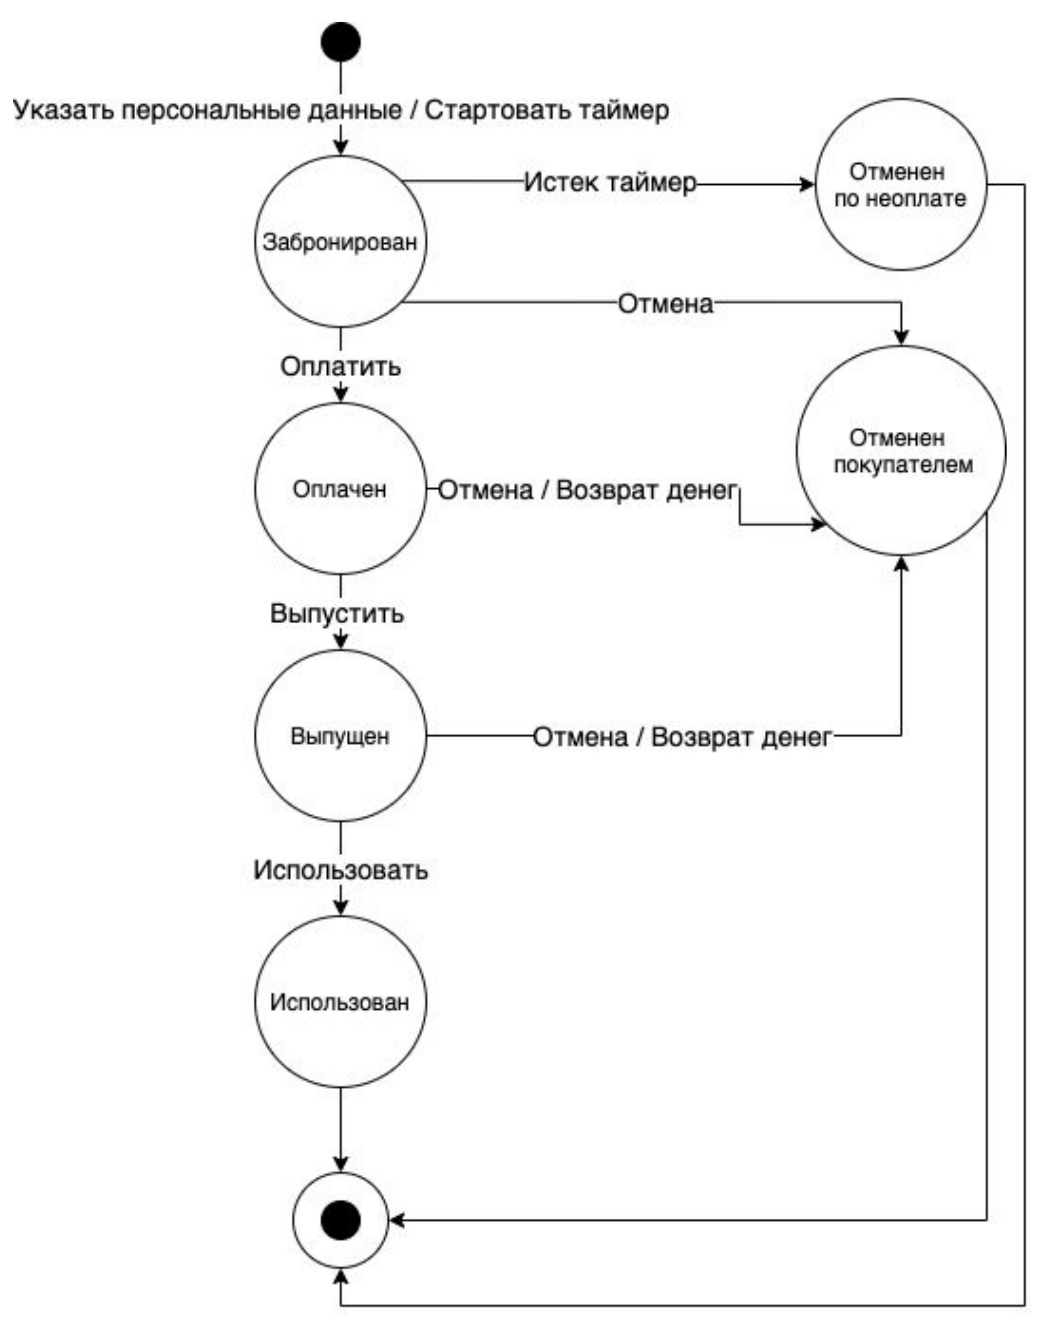 Указать персональные данные / Стартовать таймер
Истек таймер
Отменен
по неоплате
Забронирован
Отмена
Оплатить
Отменен
покупателем
Оплачен
Отмена / Возврат денег
Выпустить
Выпущен
Отмена / Возврат денег
Использовать
Использован